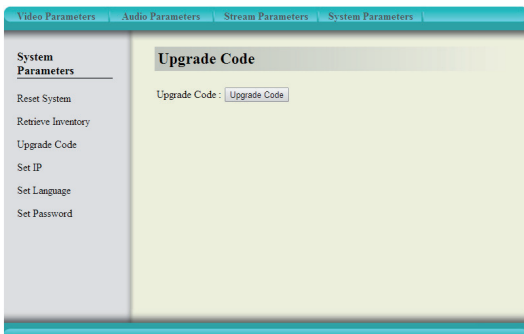 Video Parameters Audio Parameters Stream Parameters System Parameters
System
Parameters
Reset System
Retrieve Inventory
Upgrade Code
Set IP
Set Language
Set Password
Upgrade Code
Upgrade Code : Upgrade Code